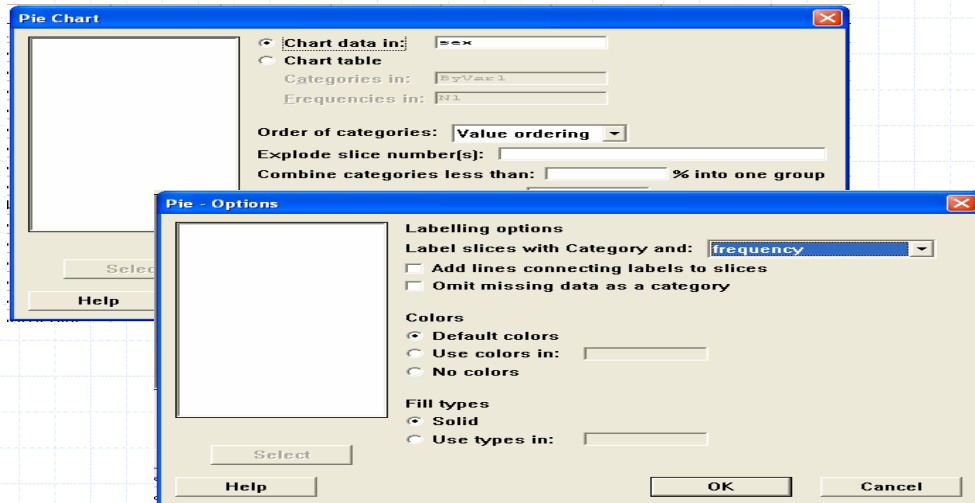 Pie Chart
Chart data in: sex
Chart table
Categories in: ByVar1
Frequencies in: N1
Order of categories: Value ordering
Explode slice number(s):
Combine categories less than: % into one group
Selec
Help
Pie - Options
Labelling options
Label slices with Category and: frequency
Add lines connecting labels to slices
Omit missing data as a category
Colors
Default colors
Use colors in:
No colors
Fill types
Solid
Use types in:
Select
Help
OK
Cancel